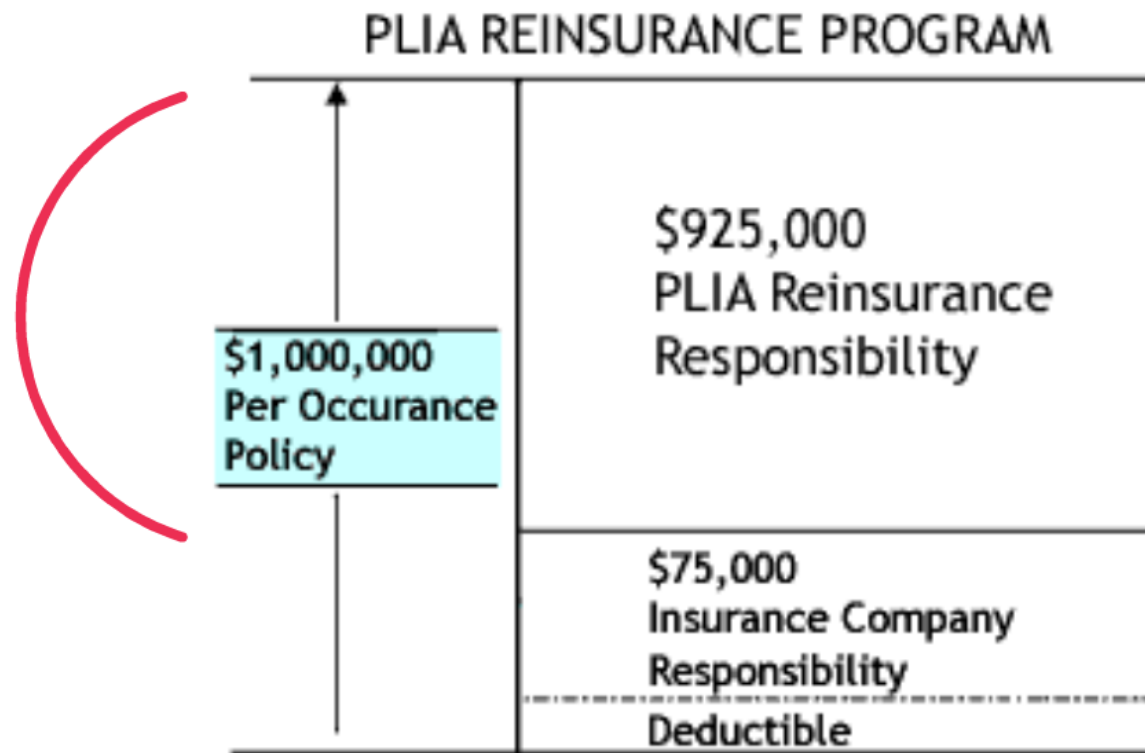 PLIA REINSURANCE PROGRAM
$925,000
PLIA Reinsurance
Responsibility
$1,000,000
Per Occurance
Policy
$75,000
Insurance Company
Responsibility
Deductible